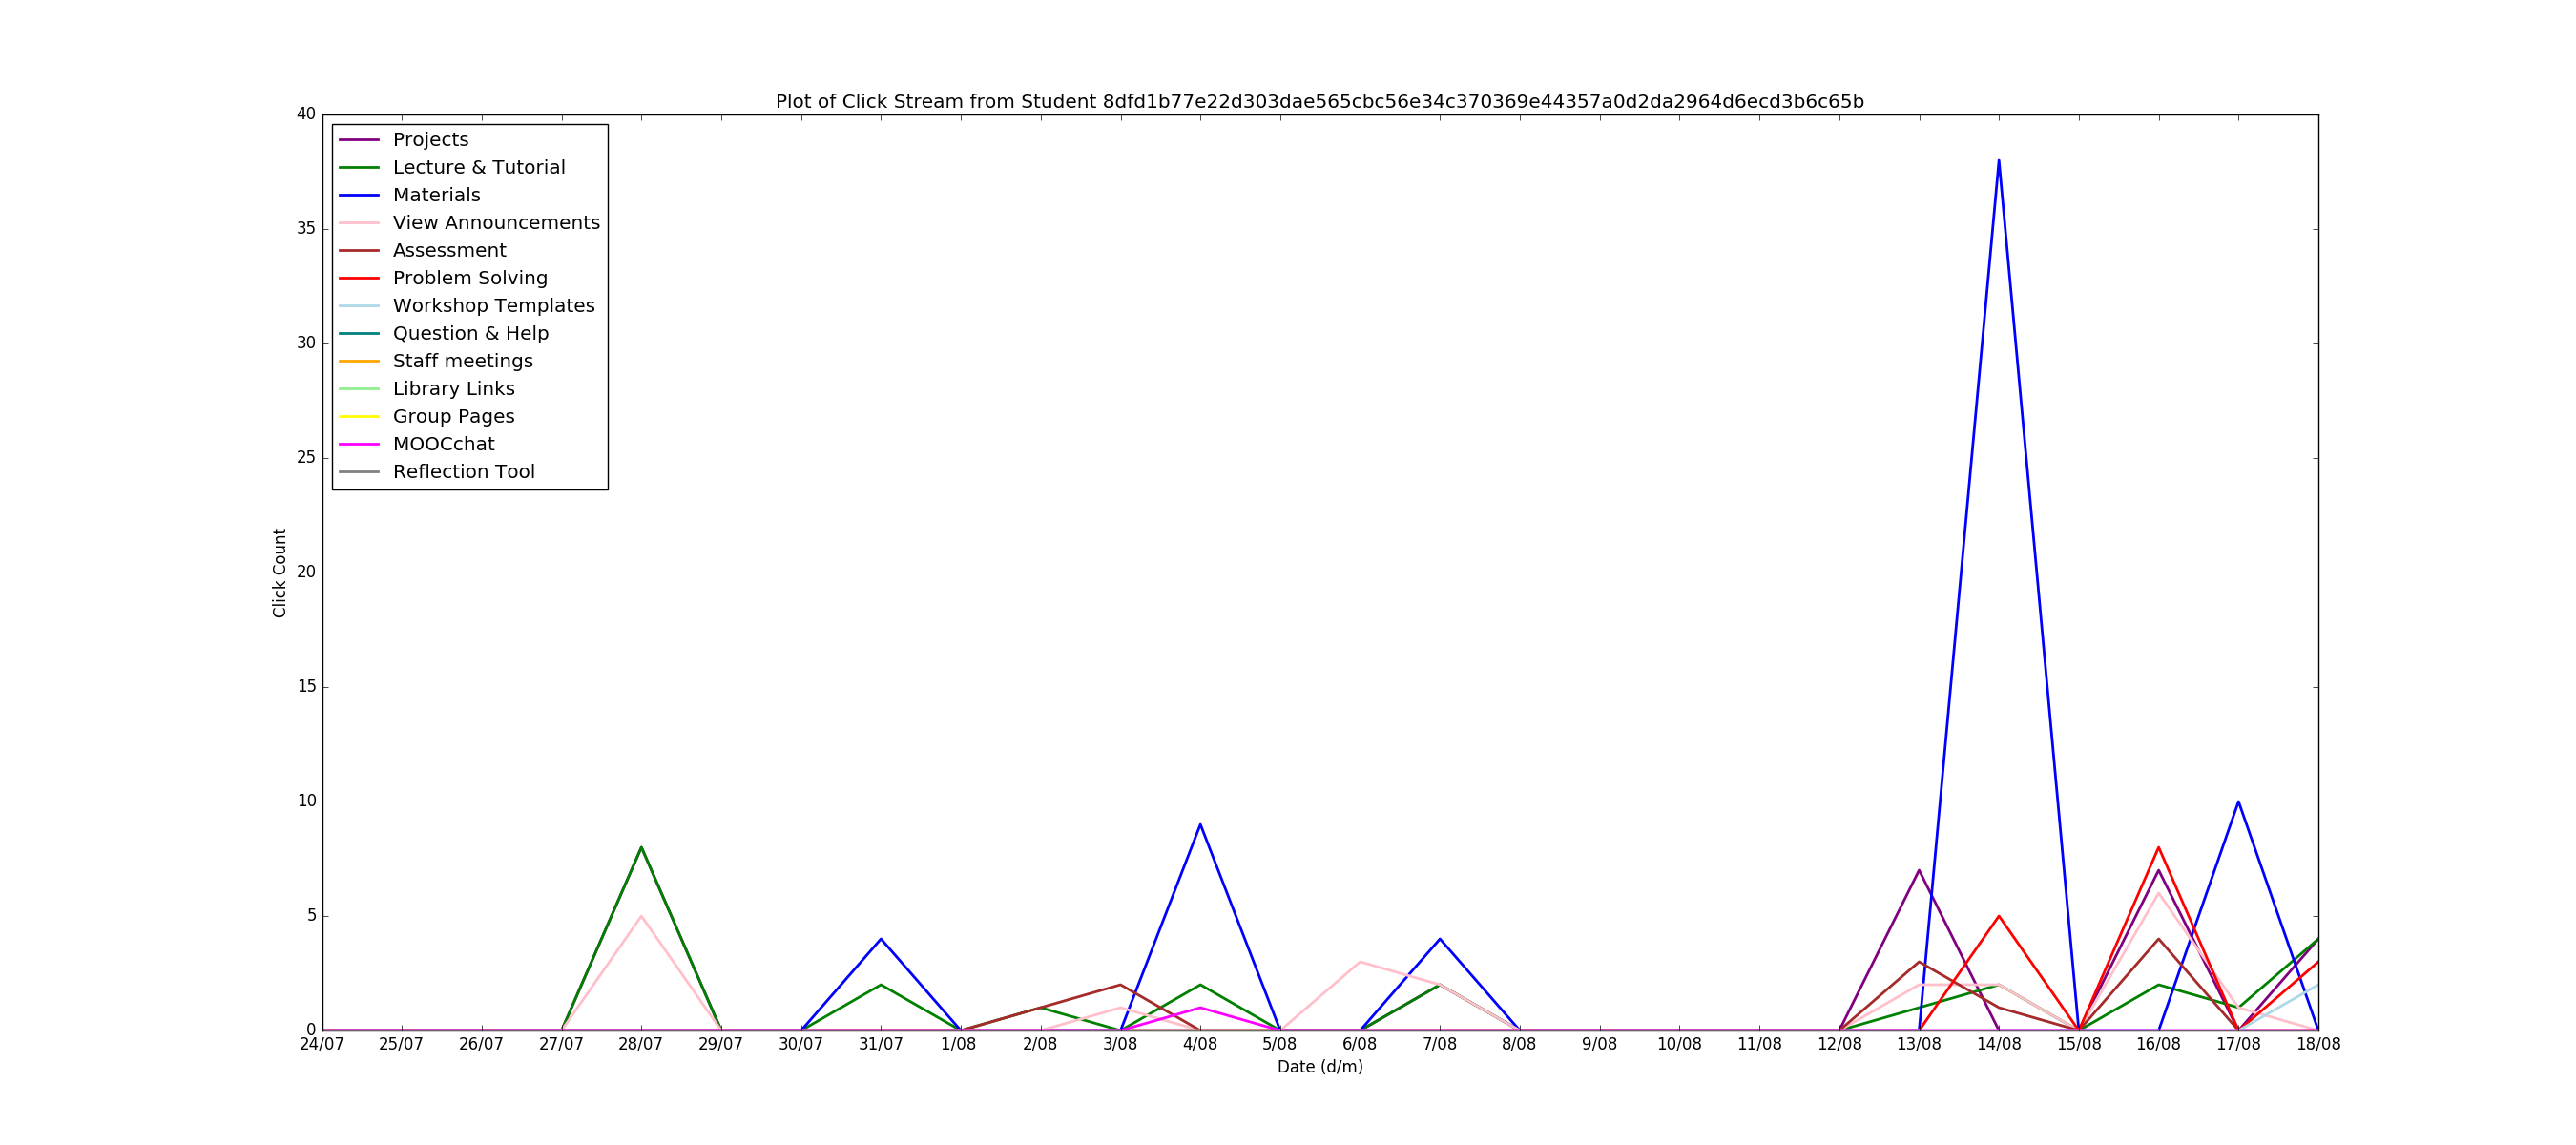 Plot of Click Stream from Student 8dfd1b77e22d303dae565cbc56e34c370369e44357a0d2da2964d6ecd3b6c65b
40
35
30
25
20
15
10
5
0
Click Count
Projects
Lecture & Tutorial
Materials
View Announcements
Assessment
Problem Solving
Workshop Templates
Question & Help
Staff meetings
Library Links
Group Pages
MOOCchat
Reflection Tool
24/07 25/07 26/07 27/07 28/07 29/07 30/07 31/07 1/08 2/08 3/08 4/08 5/08 6/08 7/08 8/08 9/08 10/08 11/08 12/08 13/08 14/08 15/08 16/08 17/08 18/08
Date (d/m)